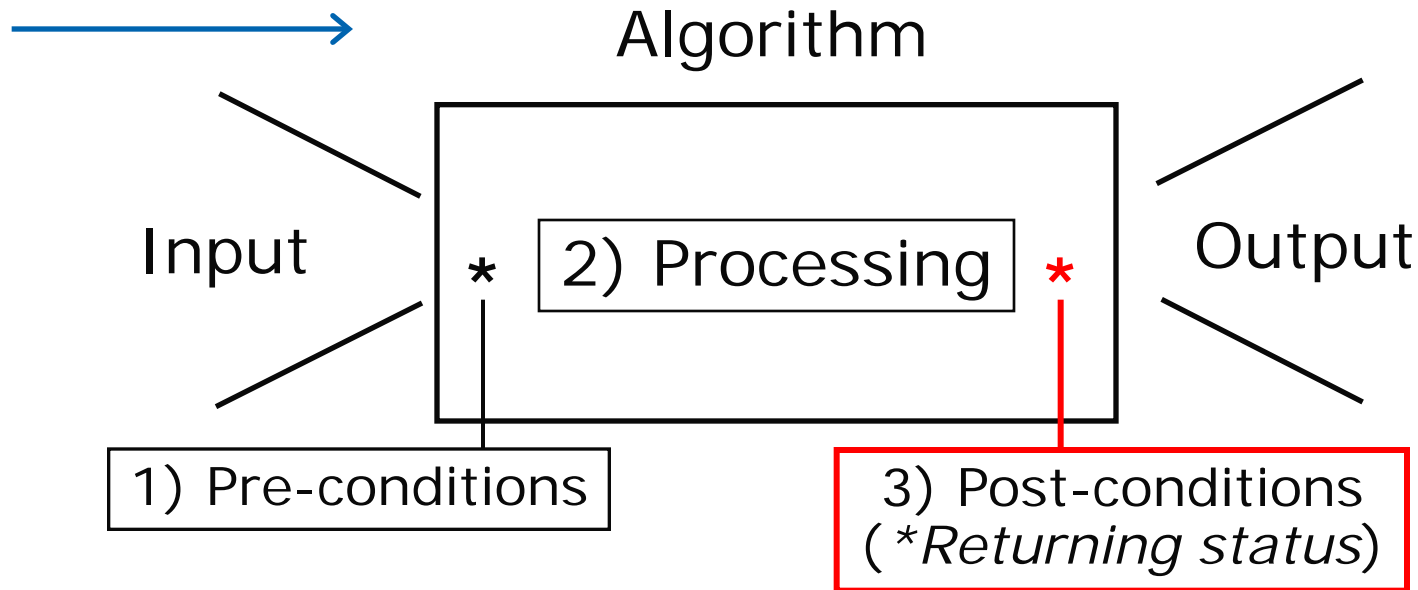 Algorithm
Input
* 2) Processing *
Output
1) Pre-conditions
3) Post-conditions
(*Returning status)